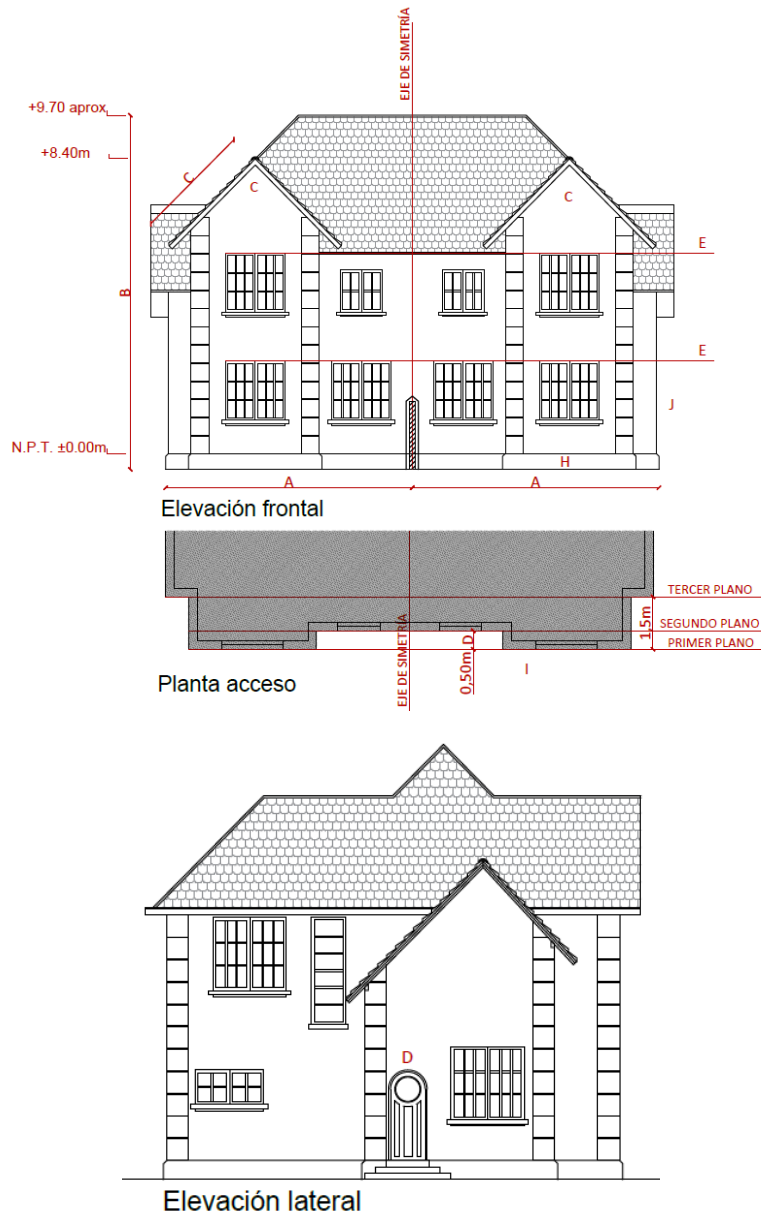 EJE DE SIMETRÍA
+9.70 aprox
+8.40m
C
C
C
E
B
E
J
N.P.T. ±0.00m
H
A
A
Elevación frontal
TERCER PLANO
1,5m
SEGUNDO PLANO
D
PRIMER PLANO
0,50m
I
EJE DE SIMETRÍA
Planta acceso
D
Elevación lateral